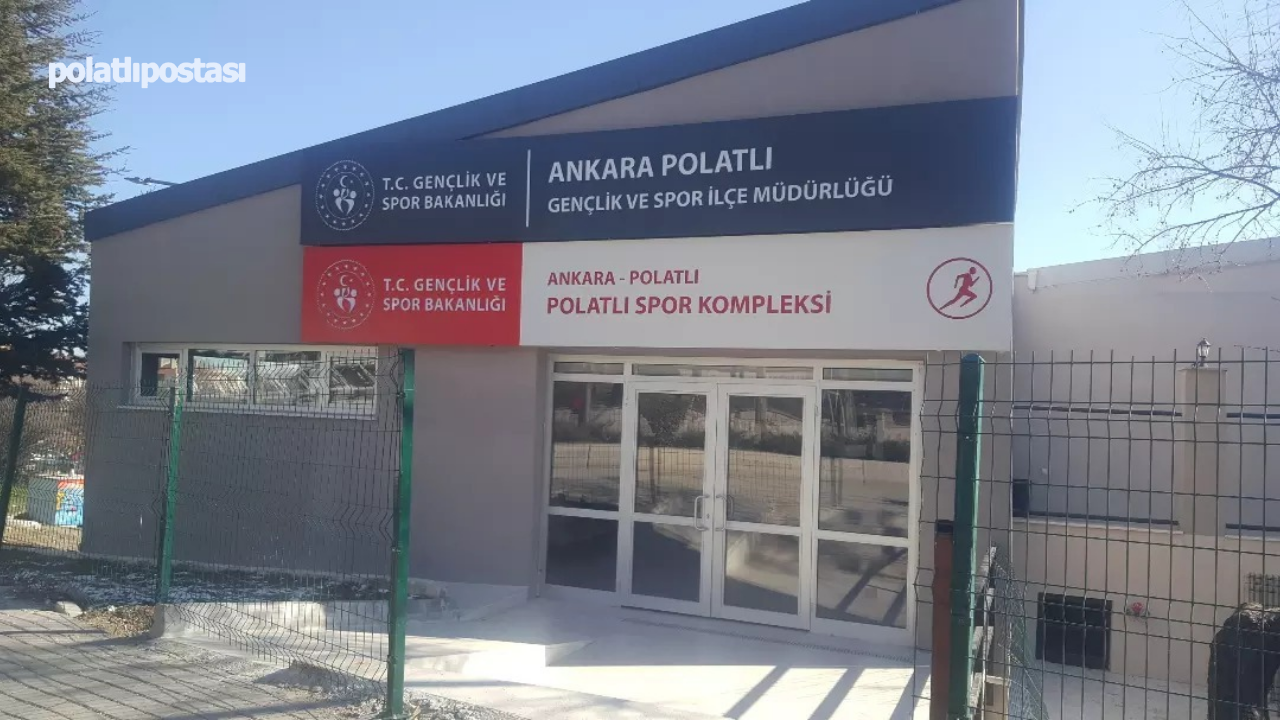 polatlıpostası
T.C. GENÇLİK VE
SPOR BAKANLIĞI
ANKARA POLATLI
GENÇLİK VE SPOR İLÇE MÜDÜRLÜĞÜ
T.C. GENÇLİK VE
SPOR BAKANLIĞI
ANKARA - POLATLI
POLATLI SPOR KOMPLEKSİ